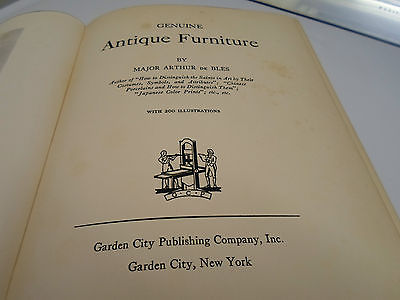 GENUINE
Antique Furniture
BY
MAJOR ARTHUR DE BLES
Author of "How to Distinguish the Saints in Art by Their
Costumes, Symbols, and Attributes"; "Chinese
Porcelains and How to Distinguish Them";
"Japanese Color Prints"; etc., etc.
WITH 200 ILLUSTRATIONS
G·C·P
Garden City Publishing Company, Inc.
Garden City, New York